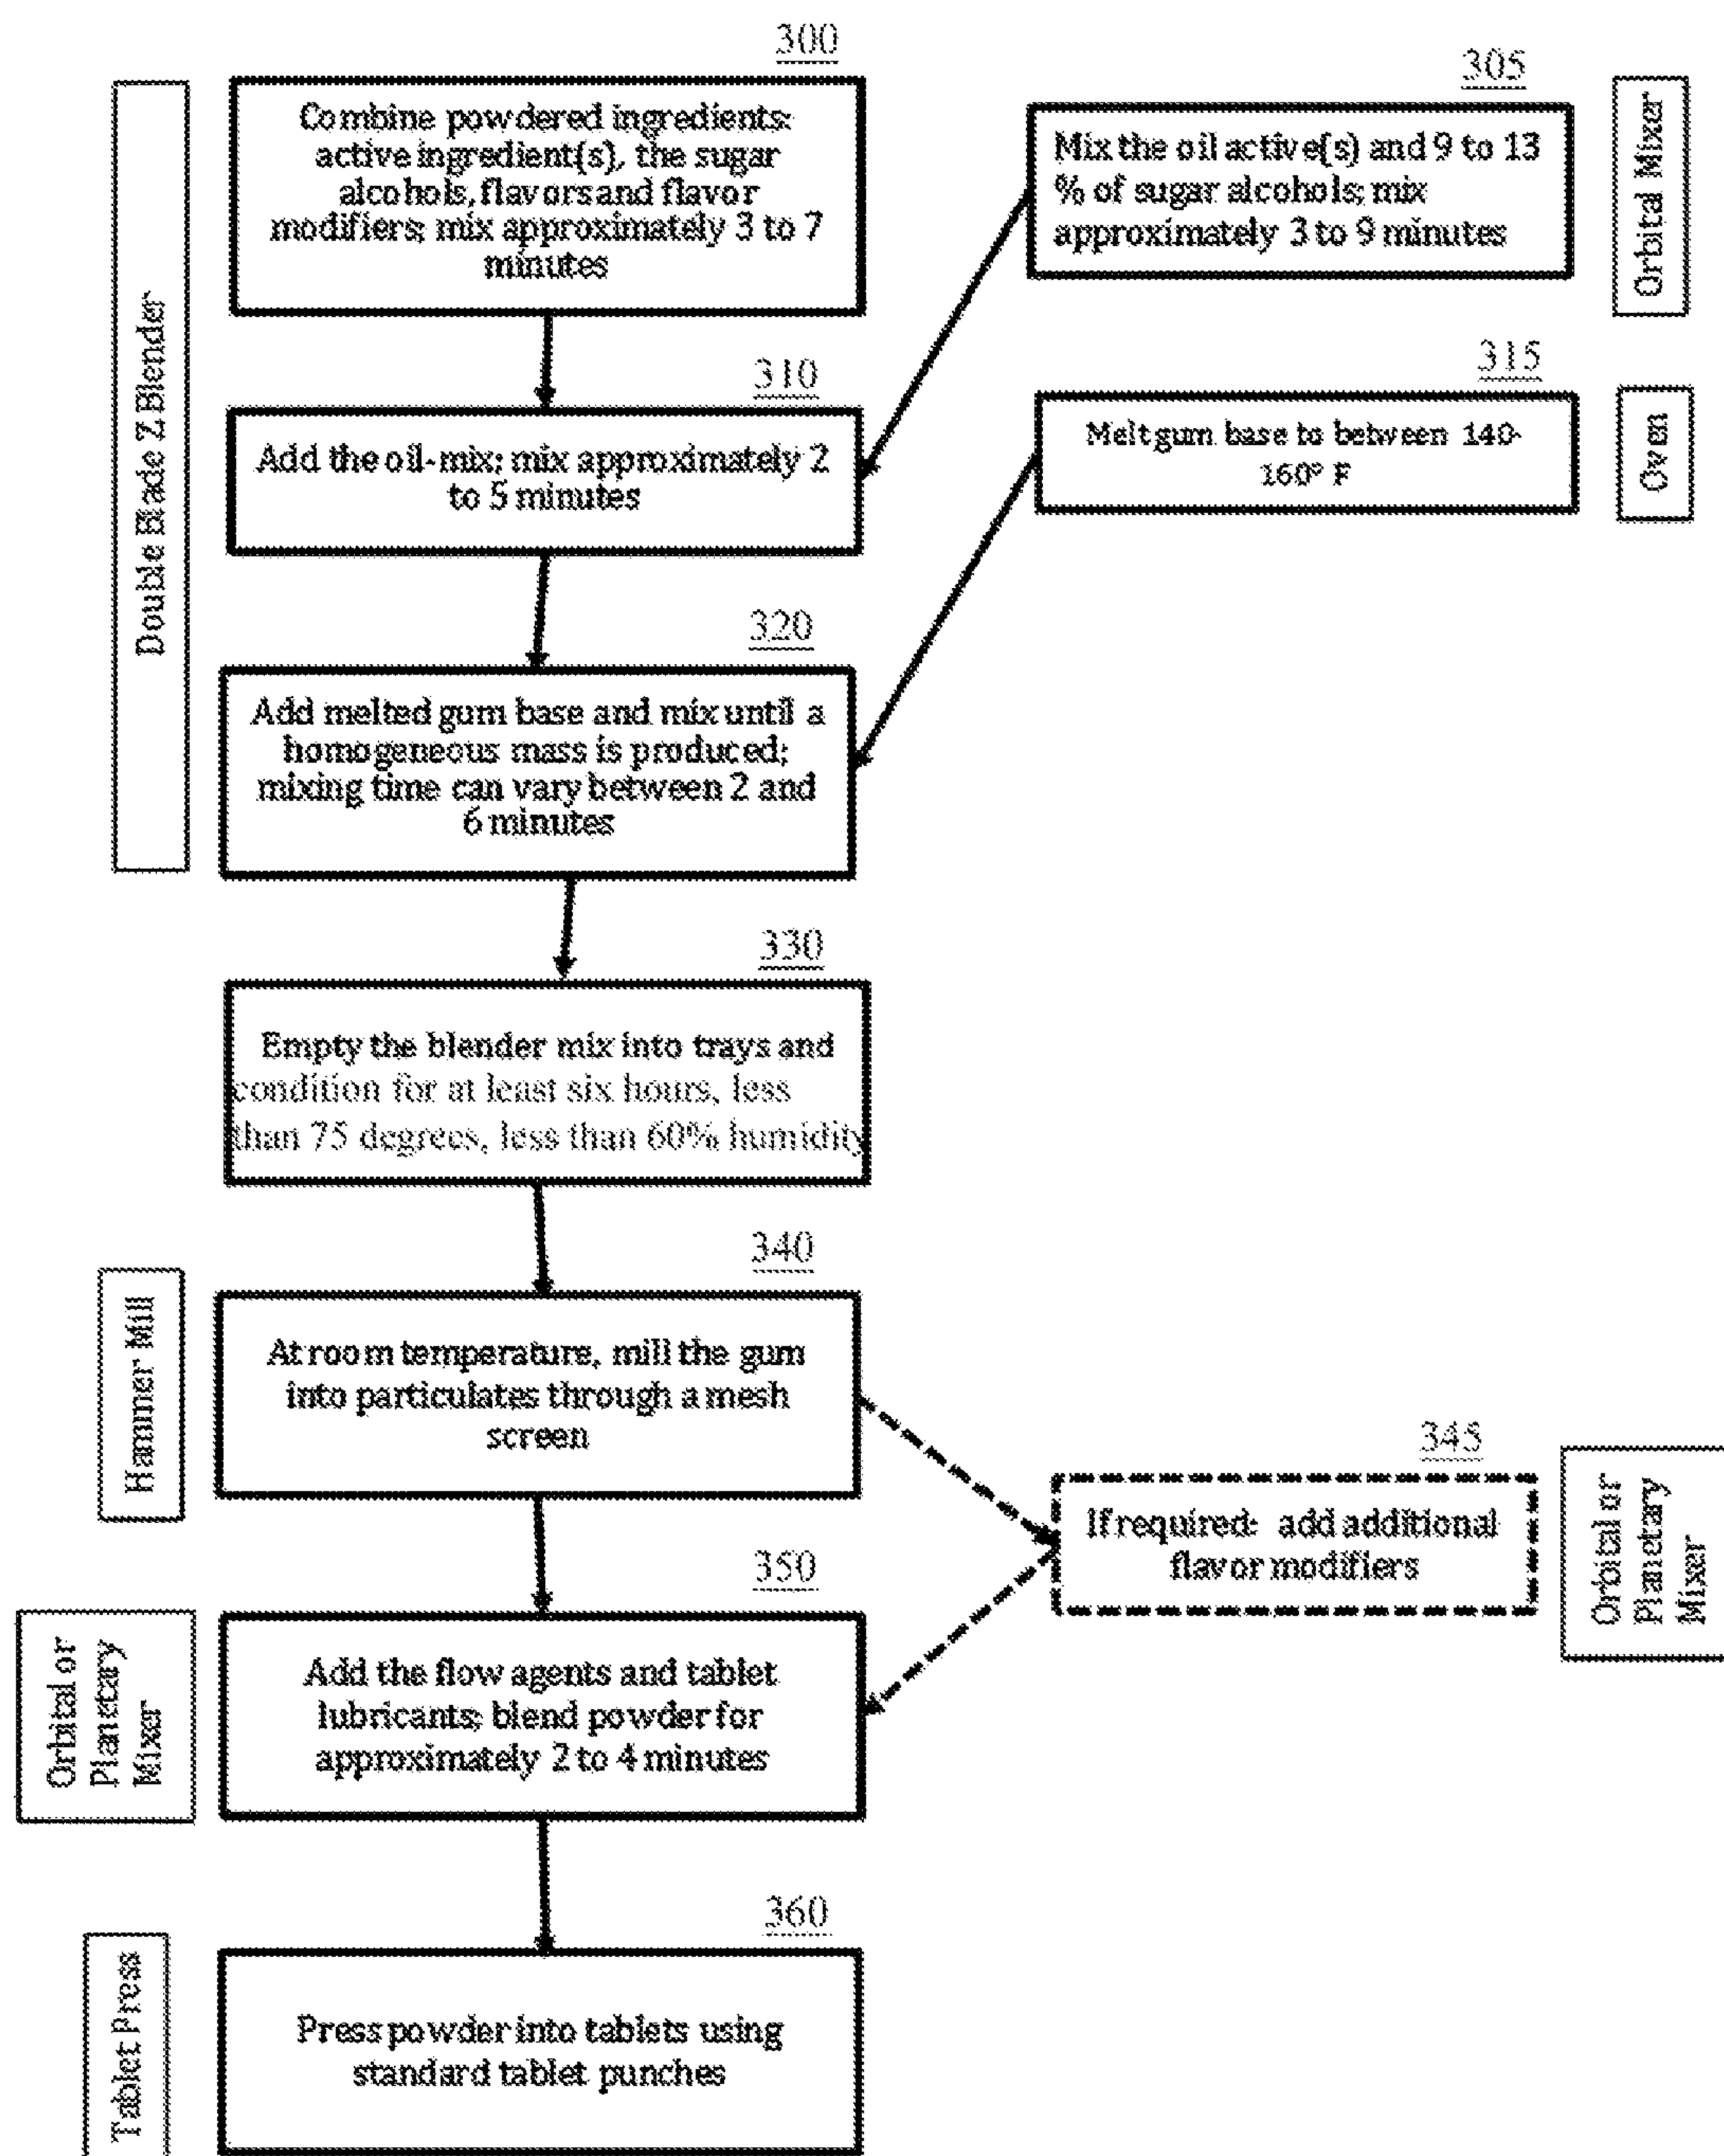 300
Combine powdered ingredients:
active ingredient(s), the sugar
alcohols, flavors and flavor
modifiers; mix approximately 3 to 7
minutes
Double Blade Z Blender
305
Mix the oil active(s) and 9 to 13
% of sugar alcohols; mix
approximately 3 to 9 minutes
Orbital Mixer
310
Add the oil-mix; mix approximately 2
to 5 minutes
315
Melt gum base to between 140-
160° F
Oven
320
Add melted gum base and mix until a
homogeneous mass is produced;
mixing time can vary between 2 and
6 minutes
330
Empty the blender mix into trays and
condition for at least six hours, less
than 75 degrees, less than 60% humidity
340
At room temperature, mill the gum
into particulates through a mesh
screen
Hammer Mill
345
If required: add additional
flavor modifiers
Orbital or
Planetary
Mixer
350
Add the flow agents and tablet
lubricants; blend powder for
approximately 2 to 4 minutes
Orbital or
Planetary
Mixer
360
Press powder into tablets using
standard tablet punches
Tablet Press